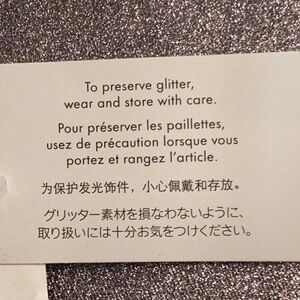 To preserve glitter,
wear and store with care.
Pour préserver les paillettes,
usez de précaution lorsque vous
portez et rangez l'article.
为保护发光饰件，小心佩戴和存放。
グリッター素材を損なわないように、
取り扱いには十分お気をつけください。